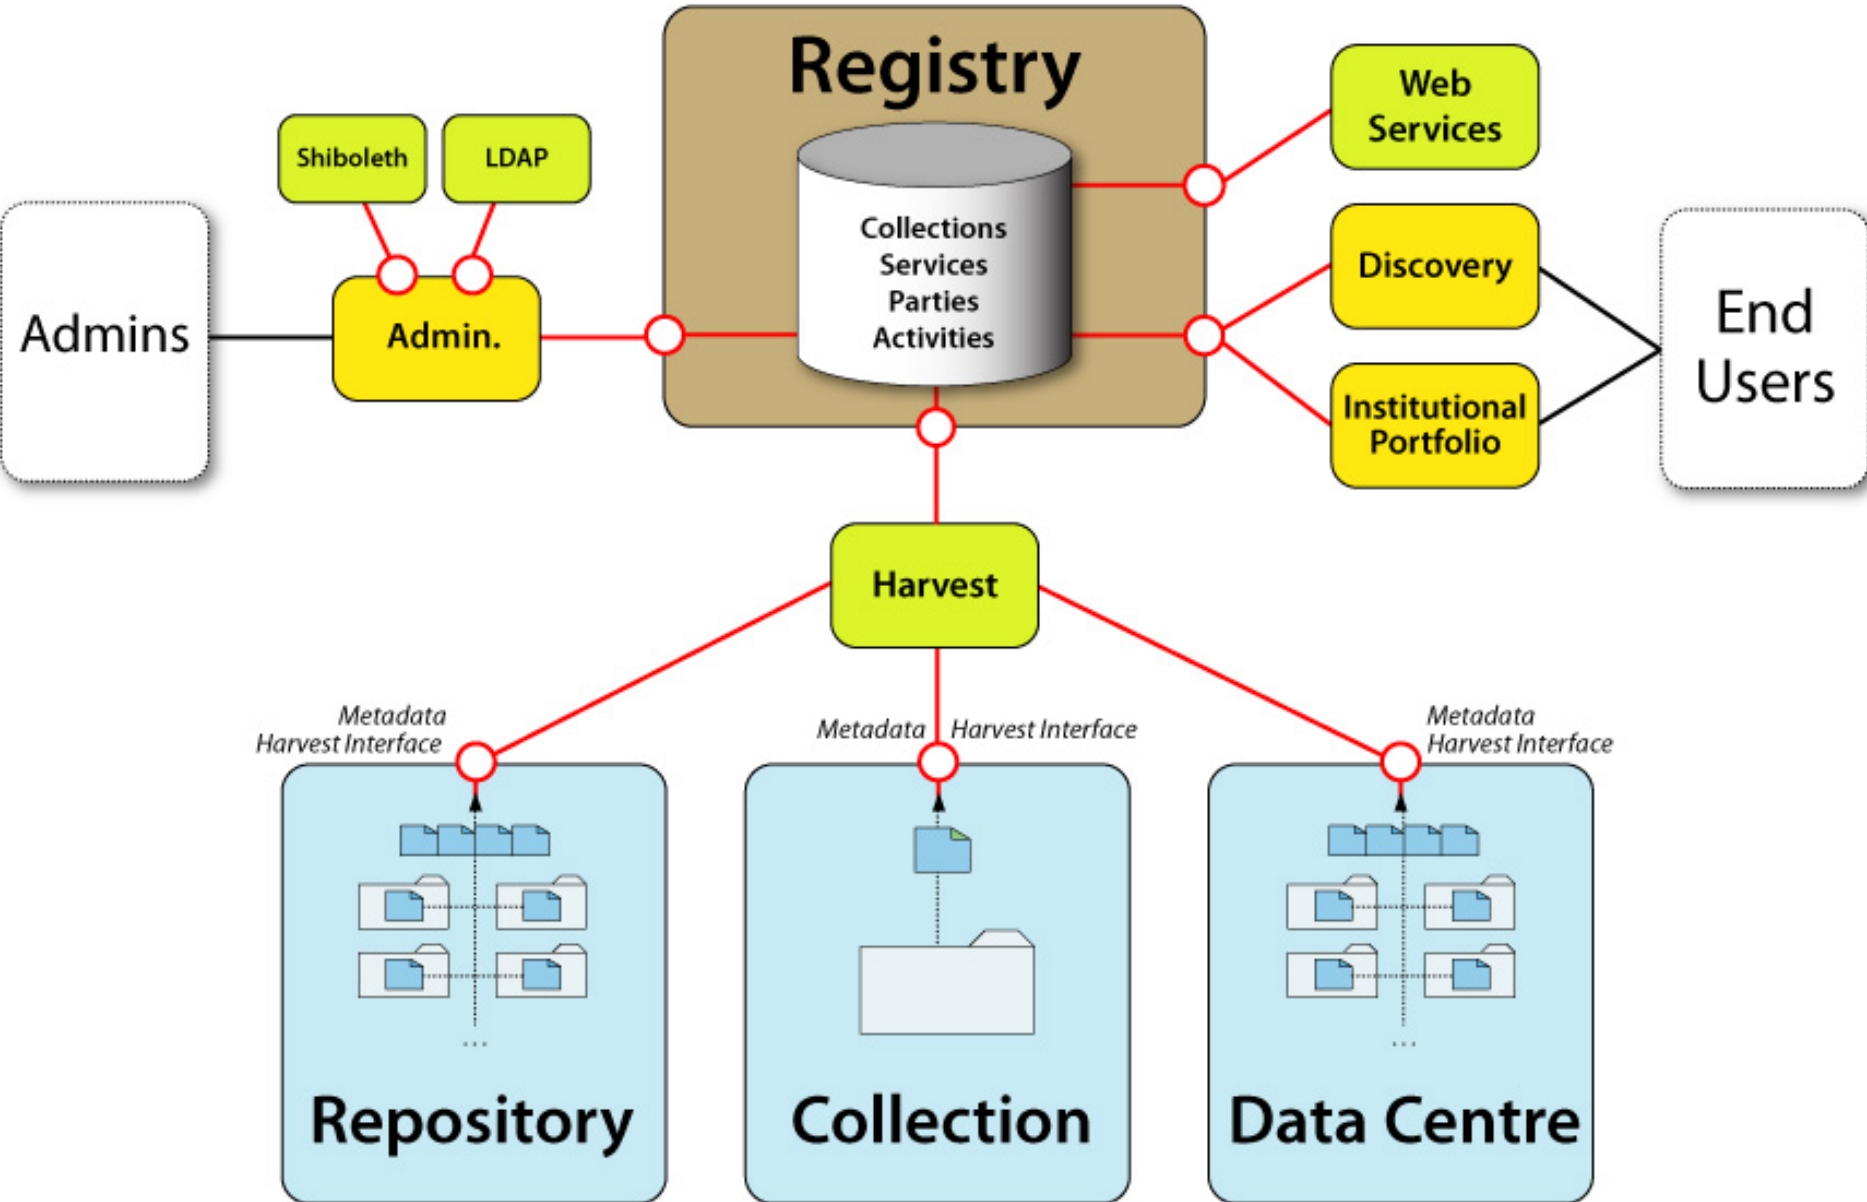 Registry
Web
Services
Shiboleth
LDAP
Collections
Services
Parties
Activities
Discovery
Admins
Admin.
End
Users
Institutional
Portfolio
Harvest
Metadata
Harvest Interface
Metadata Harvest Interface
Metadata
Harvest Interface
...
...
Repository
Collection
Data Centre